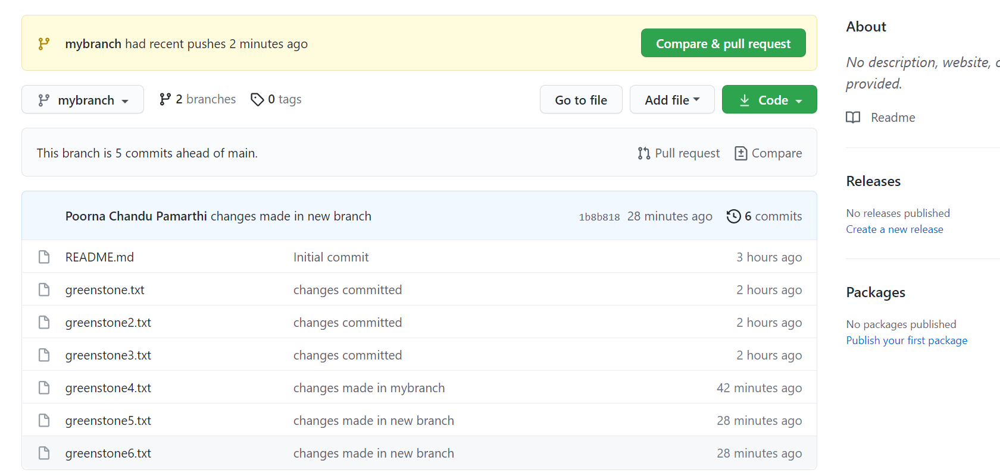 mybranch had recent pushes 2 minutes ago
Compare & pull request
mybranch
2 branches
0 tags
Go to file
Add file
Code
This branch is 5 commits ahead of main.
Pull request
Compare
Poorna Chandu Pamarthi changes made in new branch
1b8b818 28 minutes ago
6 commits
README.md Initial commit 3 hours ago
greenstone.txt changes committed 2 hours ago
greenstone2.txt changes committed 2 hours ago
greenstone3.txt changes committed 2 hours ago
greenstone4.txt changes made in mybranch 42 minutes ago
greenstone5.txt changes made in new branch 28 minutes ago
greenstone6.txt changes made in new branch 28 minutes ago
About
No description, website,
provided.
Readme
Releases
No releases published
Create a new release
Packages
No packages published
Publish your first package